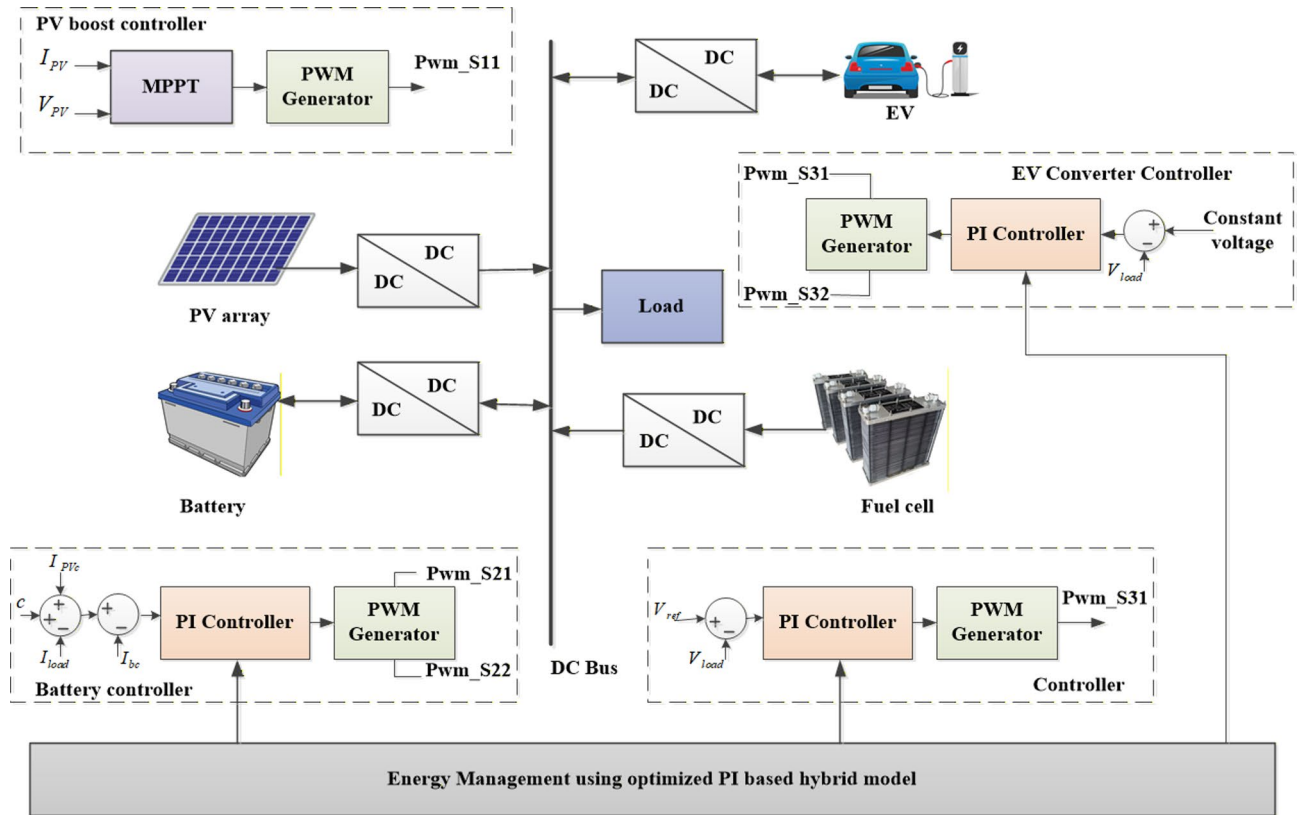 PV boost controller
I_PV
V_PV
MPPT
PWM
Generator
Pwm_S11
DC
DC
EV
Pwm_S31
EV Converter Controller
PWM
Generator
PI Controller
+
-
Constant
voltage
V_load
Pwm_S32
PV array
DC
DC
Load
Battery
DC
DC
DC
DC
Fuel cell
I_PVc
c
+
+
-
+
-
I_load
I_bc
PI Controller
PWM
Generator
Pwm_S21
Pwm_S22
Battery controller
DC Bus
V_ref
+
-
V_load
PI Controller
PWM
Generator
Pwm_S31
Controller
Energy Management using optimized PI based hybrid model